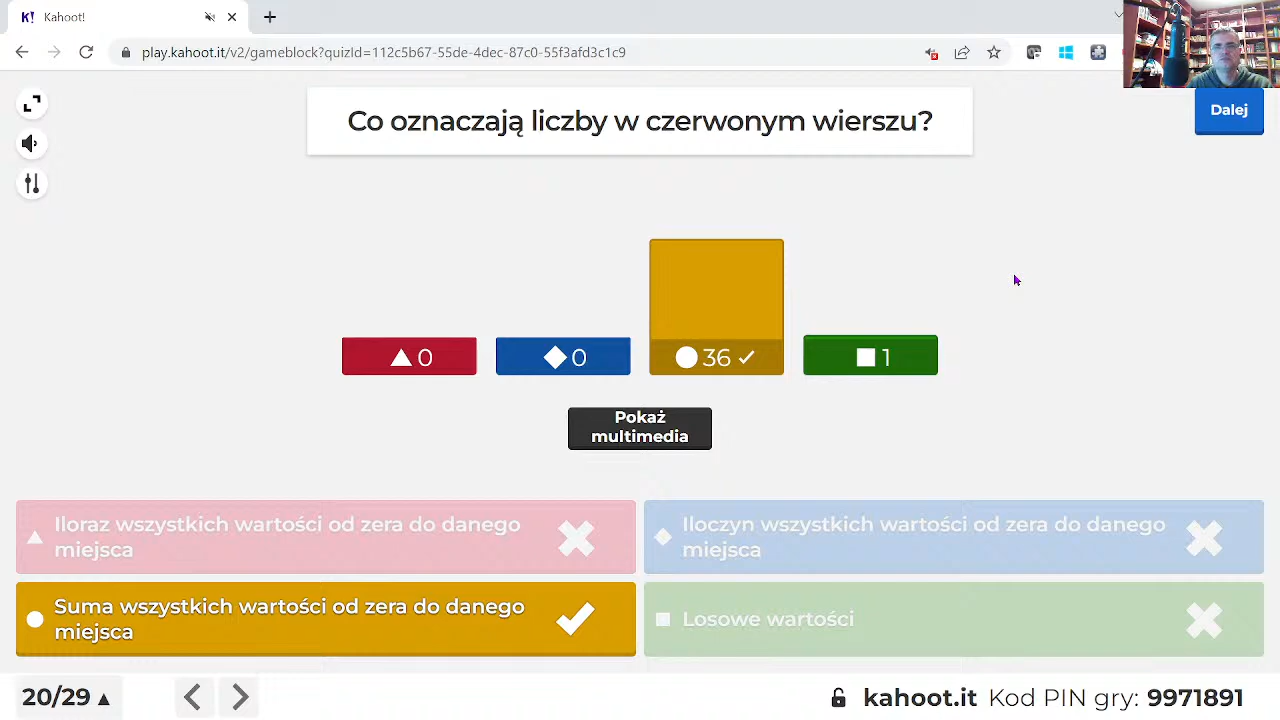 K! Kahoot!
play.kahoot.it/v2/gameblock?quizId=112c5b67-55de-4dec-87c0-55f3afd3c1c9
Co oznaczają liczby w czerwonym wierszu?
Dalej
0
0
36
1
Pokaż
multimedia
Iloraz wszystkich wartości od zera do danego
miejsca
Iloczyn wszystkich wartości od zera do danego
miejsca
Suma wszystkich wartości od zera do danego
miejsca
Losowe wartości
20/29
kahoot.it Kod PIN gry: 9971891